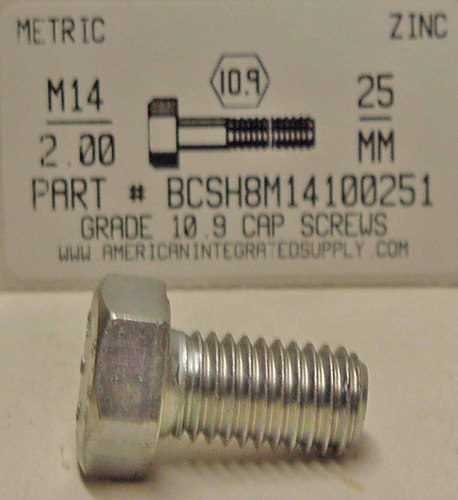 METRIC ZINC
10.9
M14 25
2.00 MM
PART # BCSH8M14100251
GRADE 10.9 CAP SCREWS
WWW.AMERICANINTEGRATEDSUPPLY.COM